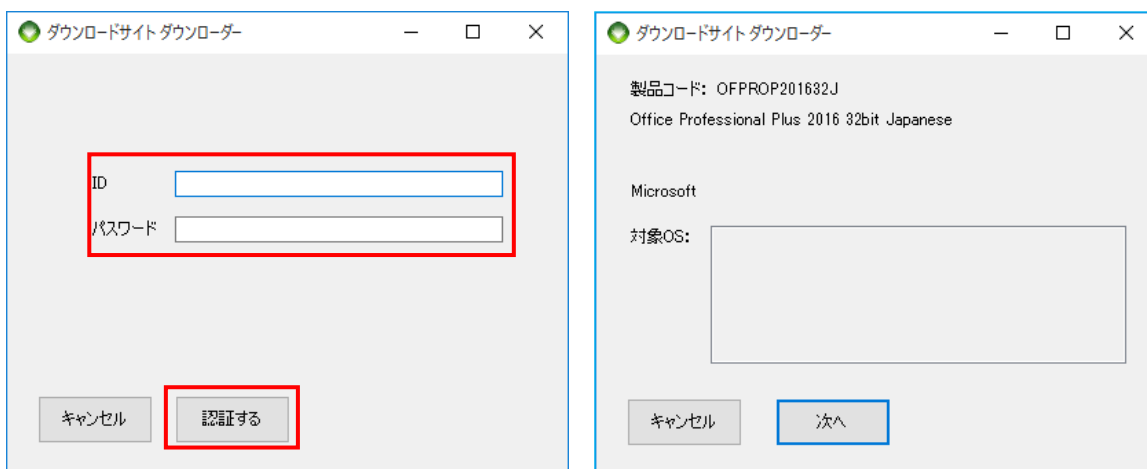 ダウンロードサイト ダウンローダー
ID
パスワード
キャンセル
認証する
ダウンロードサイト ダウンローダー
製品コード: OFPROP201632J
Office Professional Plus 2016 32bit Japanese
Microsoft
対象OS:
キャンセル
次へ